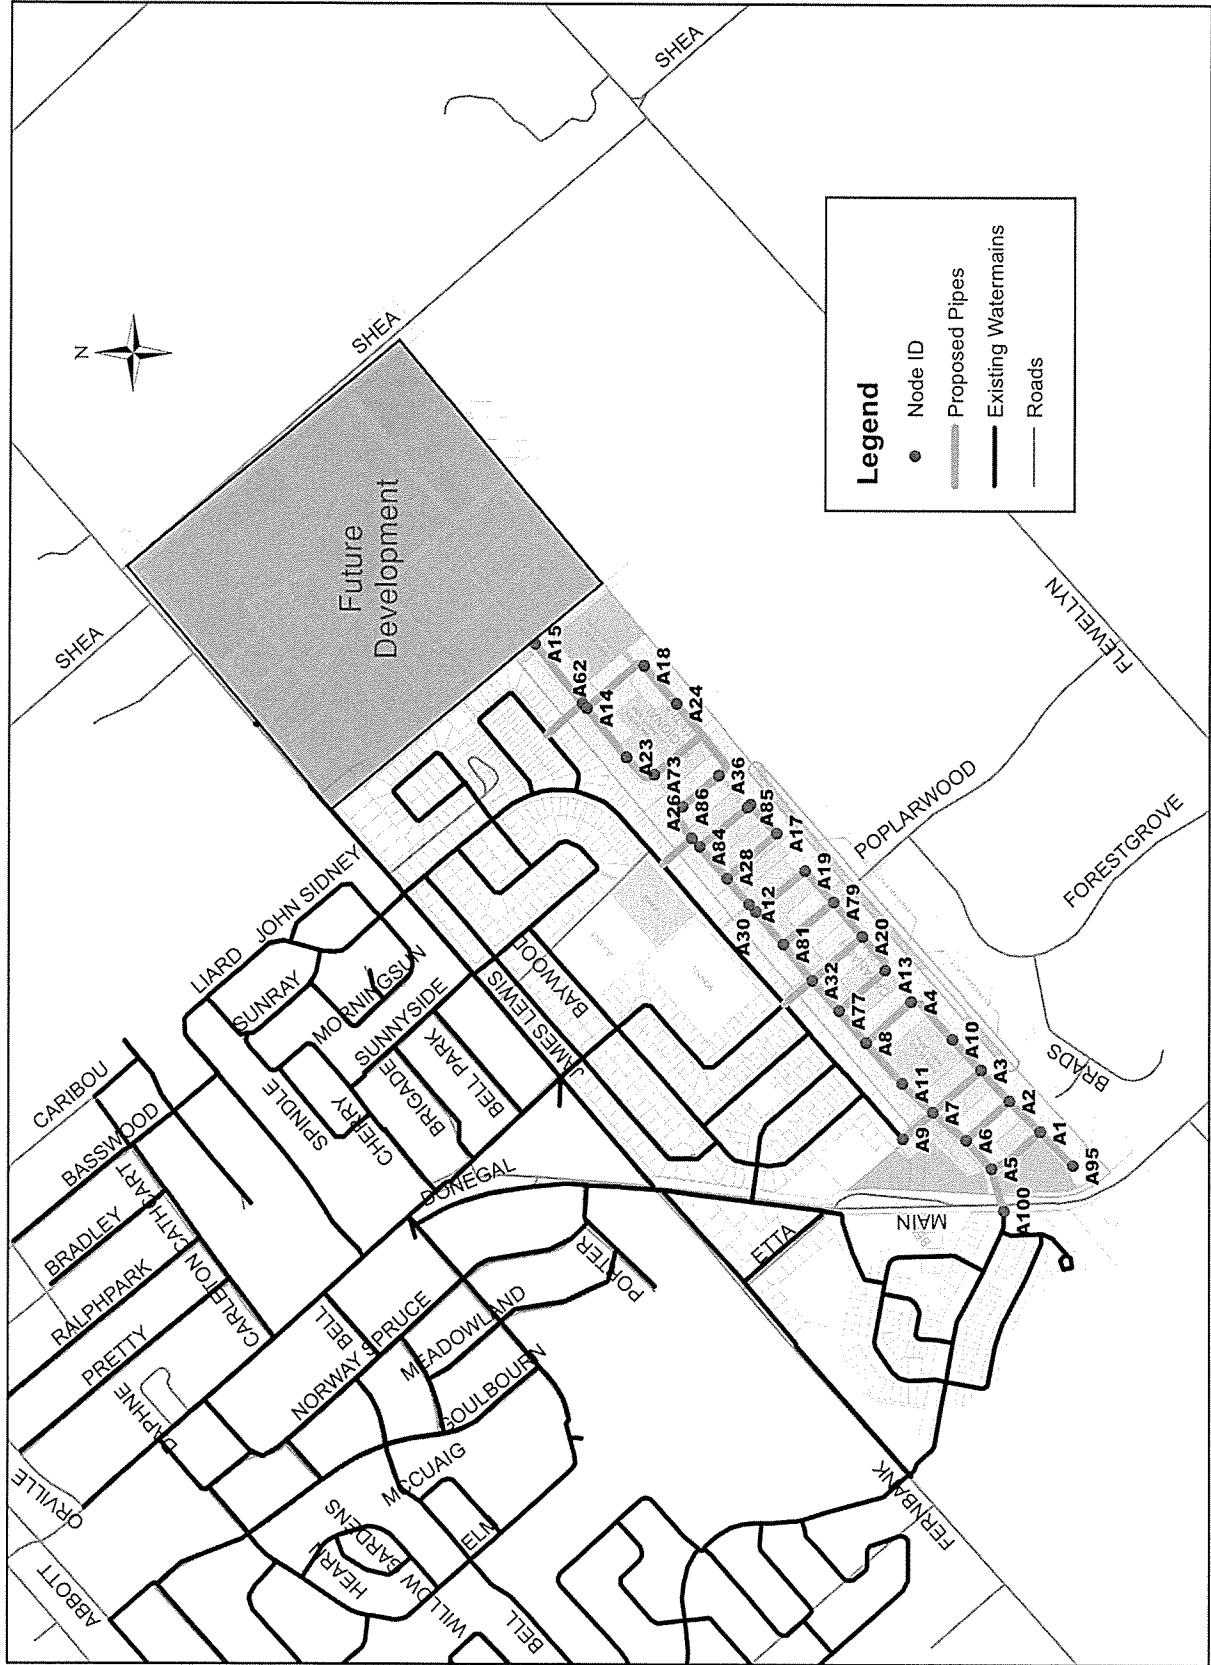 SHEA
SHEA
SHEA
N
Future
Development
Legend
Node ID
Proposed Pipes
Existing Watermains
Roads
CARIBOU
BASSWOOD
BRADLEY
CATHCART
RALPHPARK
PRETTY
CARLETON
DAPHNE
ORVILLE
ABBOTT
LIARD
JOHN SIDNEY
SUNRAY
MORNINGSUN
SPINDLE
CHERRY
SUNNYSIDE
BRIGADE
BELL PARK
JAMES LEWIS
BAYWOOD
DONEGAL
BELL
NORWAY SPRUCE
MEADOWLAND
GOULBOURN
PORTER
ETTA
MAIN
MCCUAIG
ELM
HEARN
WILLOW GARDENS
BELL
FERNBANK
FLEWELLYN
POPLARWOOD
FORESTGROVE
BRADS
A15
A62
A14
A18
A24
A23
A73
A26
A36
A86
A85
A84
A17
A28
A19
A12
A30
A79
A81
A20
A32
A13
A77
A4
A8
A10
A11
A3
A7
A9
A2
A6
A1
A5
A95
A100